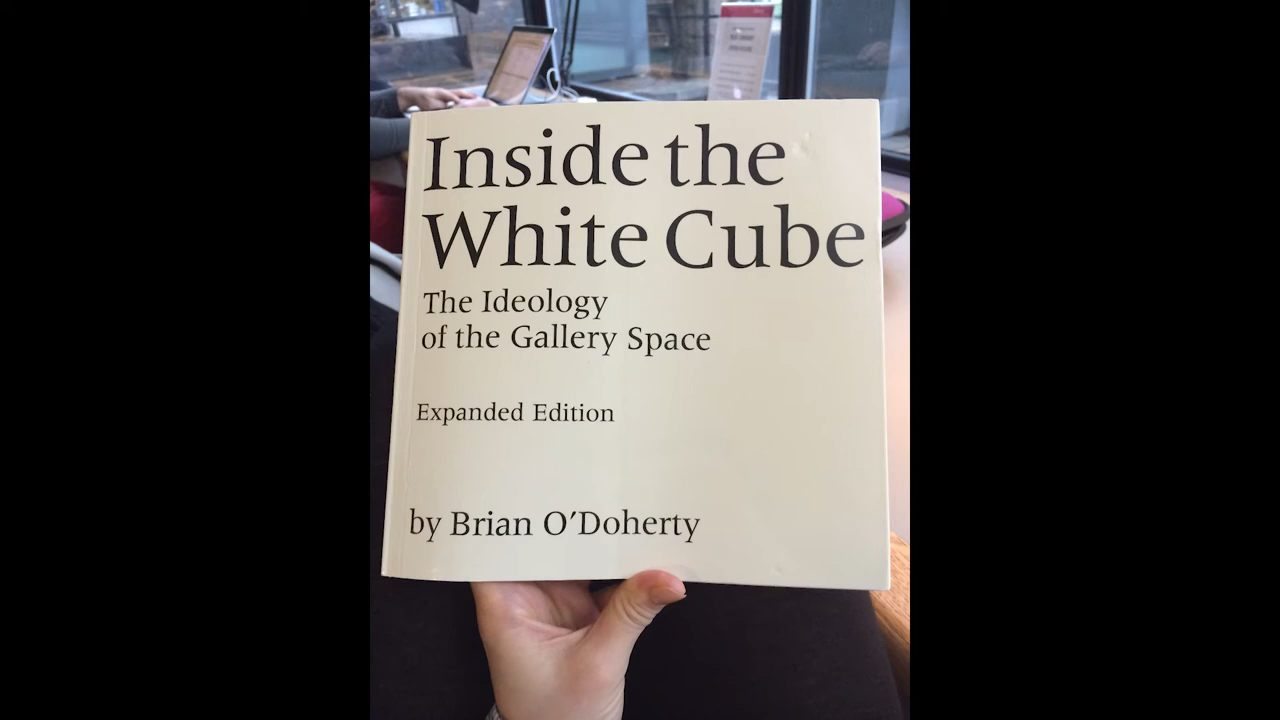 Inside the
White Cube
The Ideology
of the Gallery Space
Expanded Edition
by Brian O’Doherty